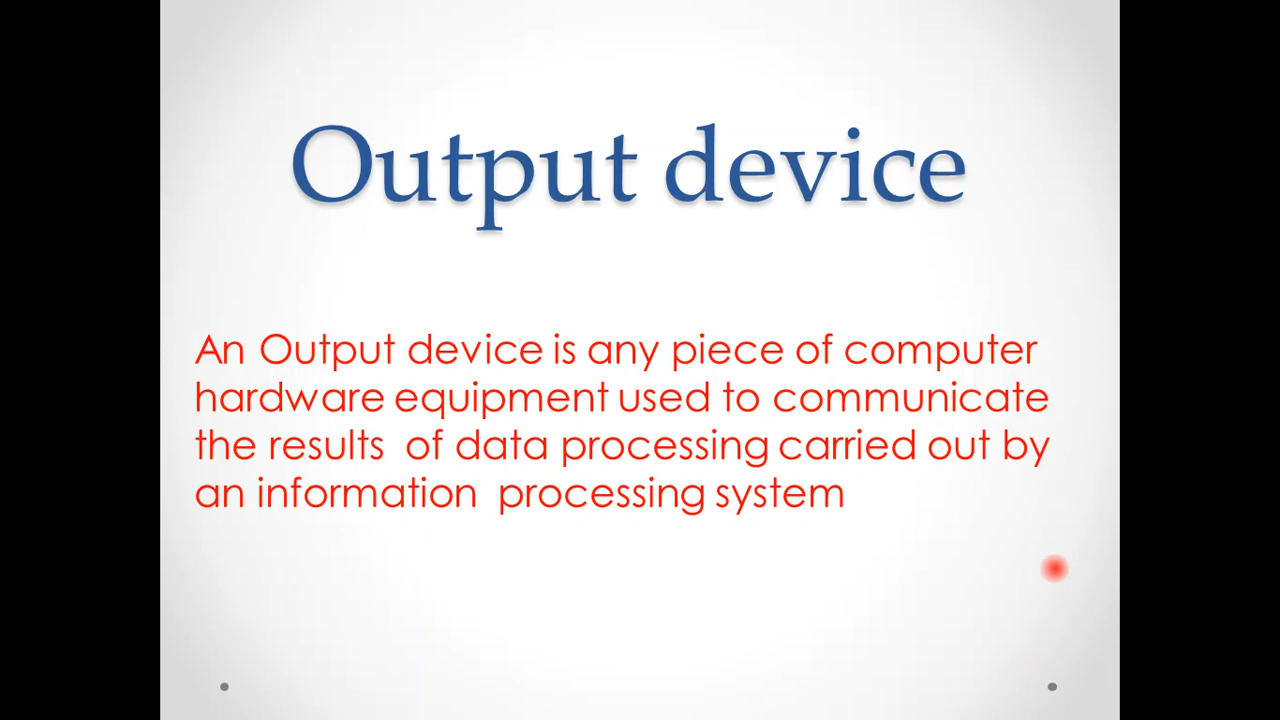 Output device
An Output device is any piece of computer
hardware equipment used to communicate
the results of data processing carried out by
an information processing system